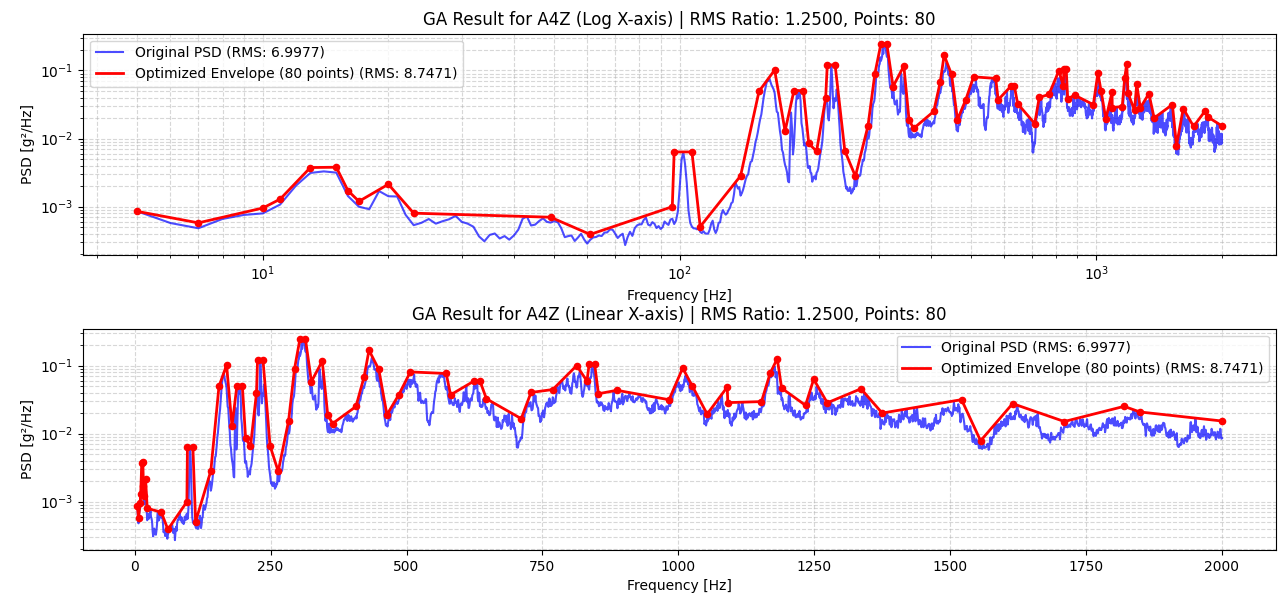 GA Result for A4Z (Log X-axis) | RMS Ratio: 1.2500, Points: 80
Original PSD (RMS: 6.9977)
Optimized Envelope (80 points) (RMS: 8.7471)
PSD [g²/Hz]
10⁻¹
10⁻²
10⁻³
10¹
10²
10³
Frequency [Hz]
GA Result for A4Z (Linear X-axis) | RMS Ratio: 1.2500, Points: 80
Original PSD (RMS: 6.9977)
Optimized Envelope (80 points) (RMS: 8.7471)
PSD [g²/Hz]
10⁻¹
10⁻²
10⁻³
0 250 500 750 1000 1250 1500 1750 2000
Frequency [Hz]